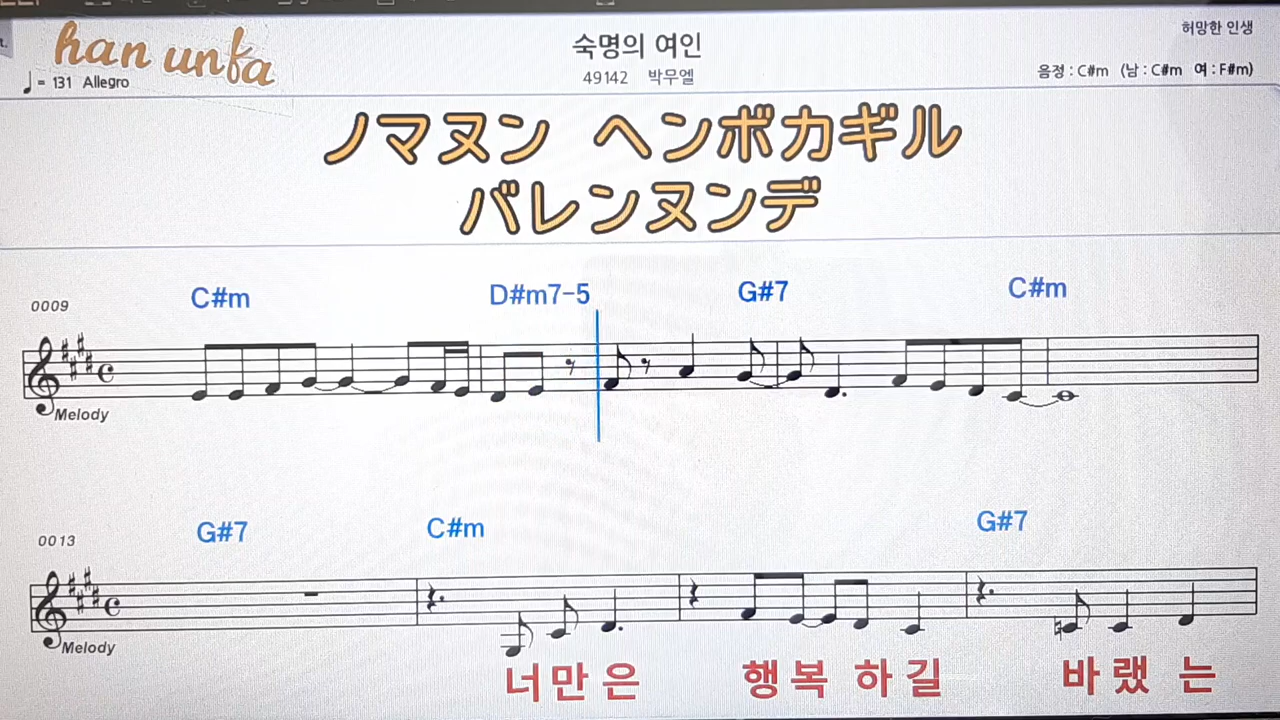 han unfa
숙명의 여인
허망한 인생
♩= 131 Allegro
49142 박무엘
음정 : C#m (남 : C#m 여 : F#m)
ノマヌン ヘンボカギル
バレンヌンデ
0009
C#m D#m7-5 G#7 C#m
Melody
0013
G#7 C#m G#7
Melody
너만은 행복 하길 바랬 는